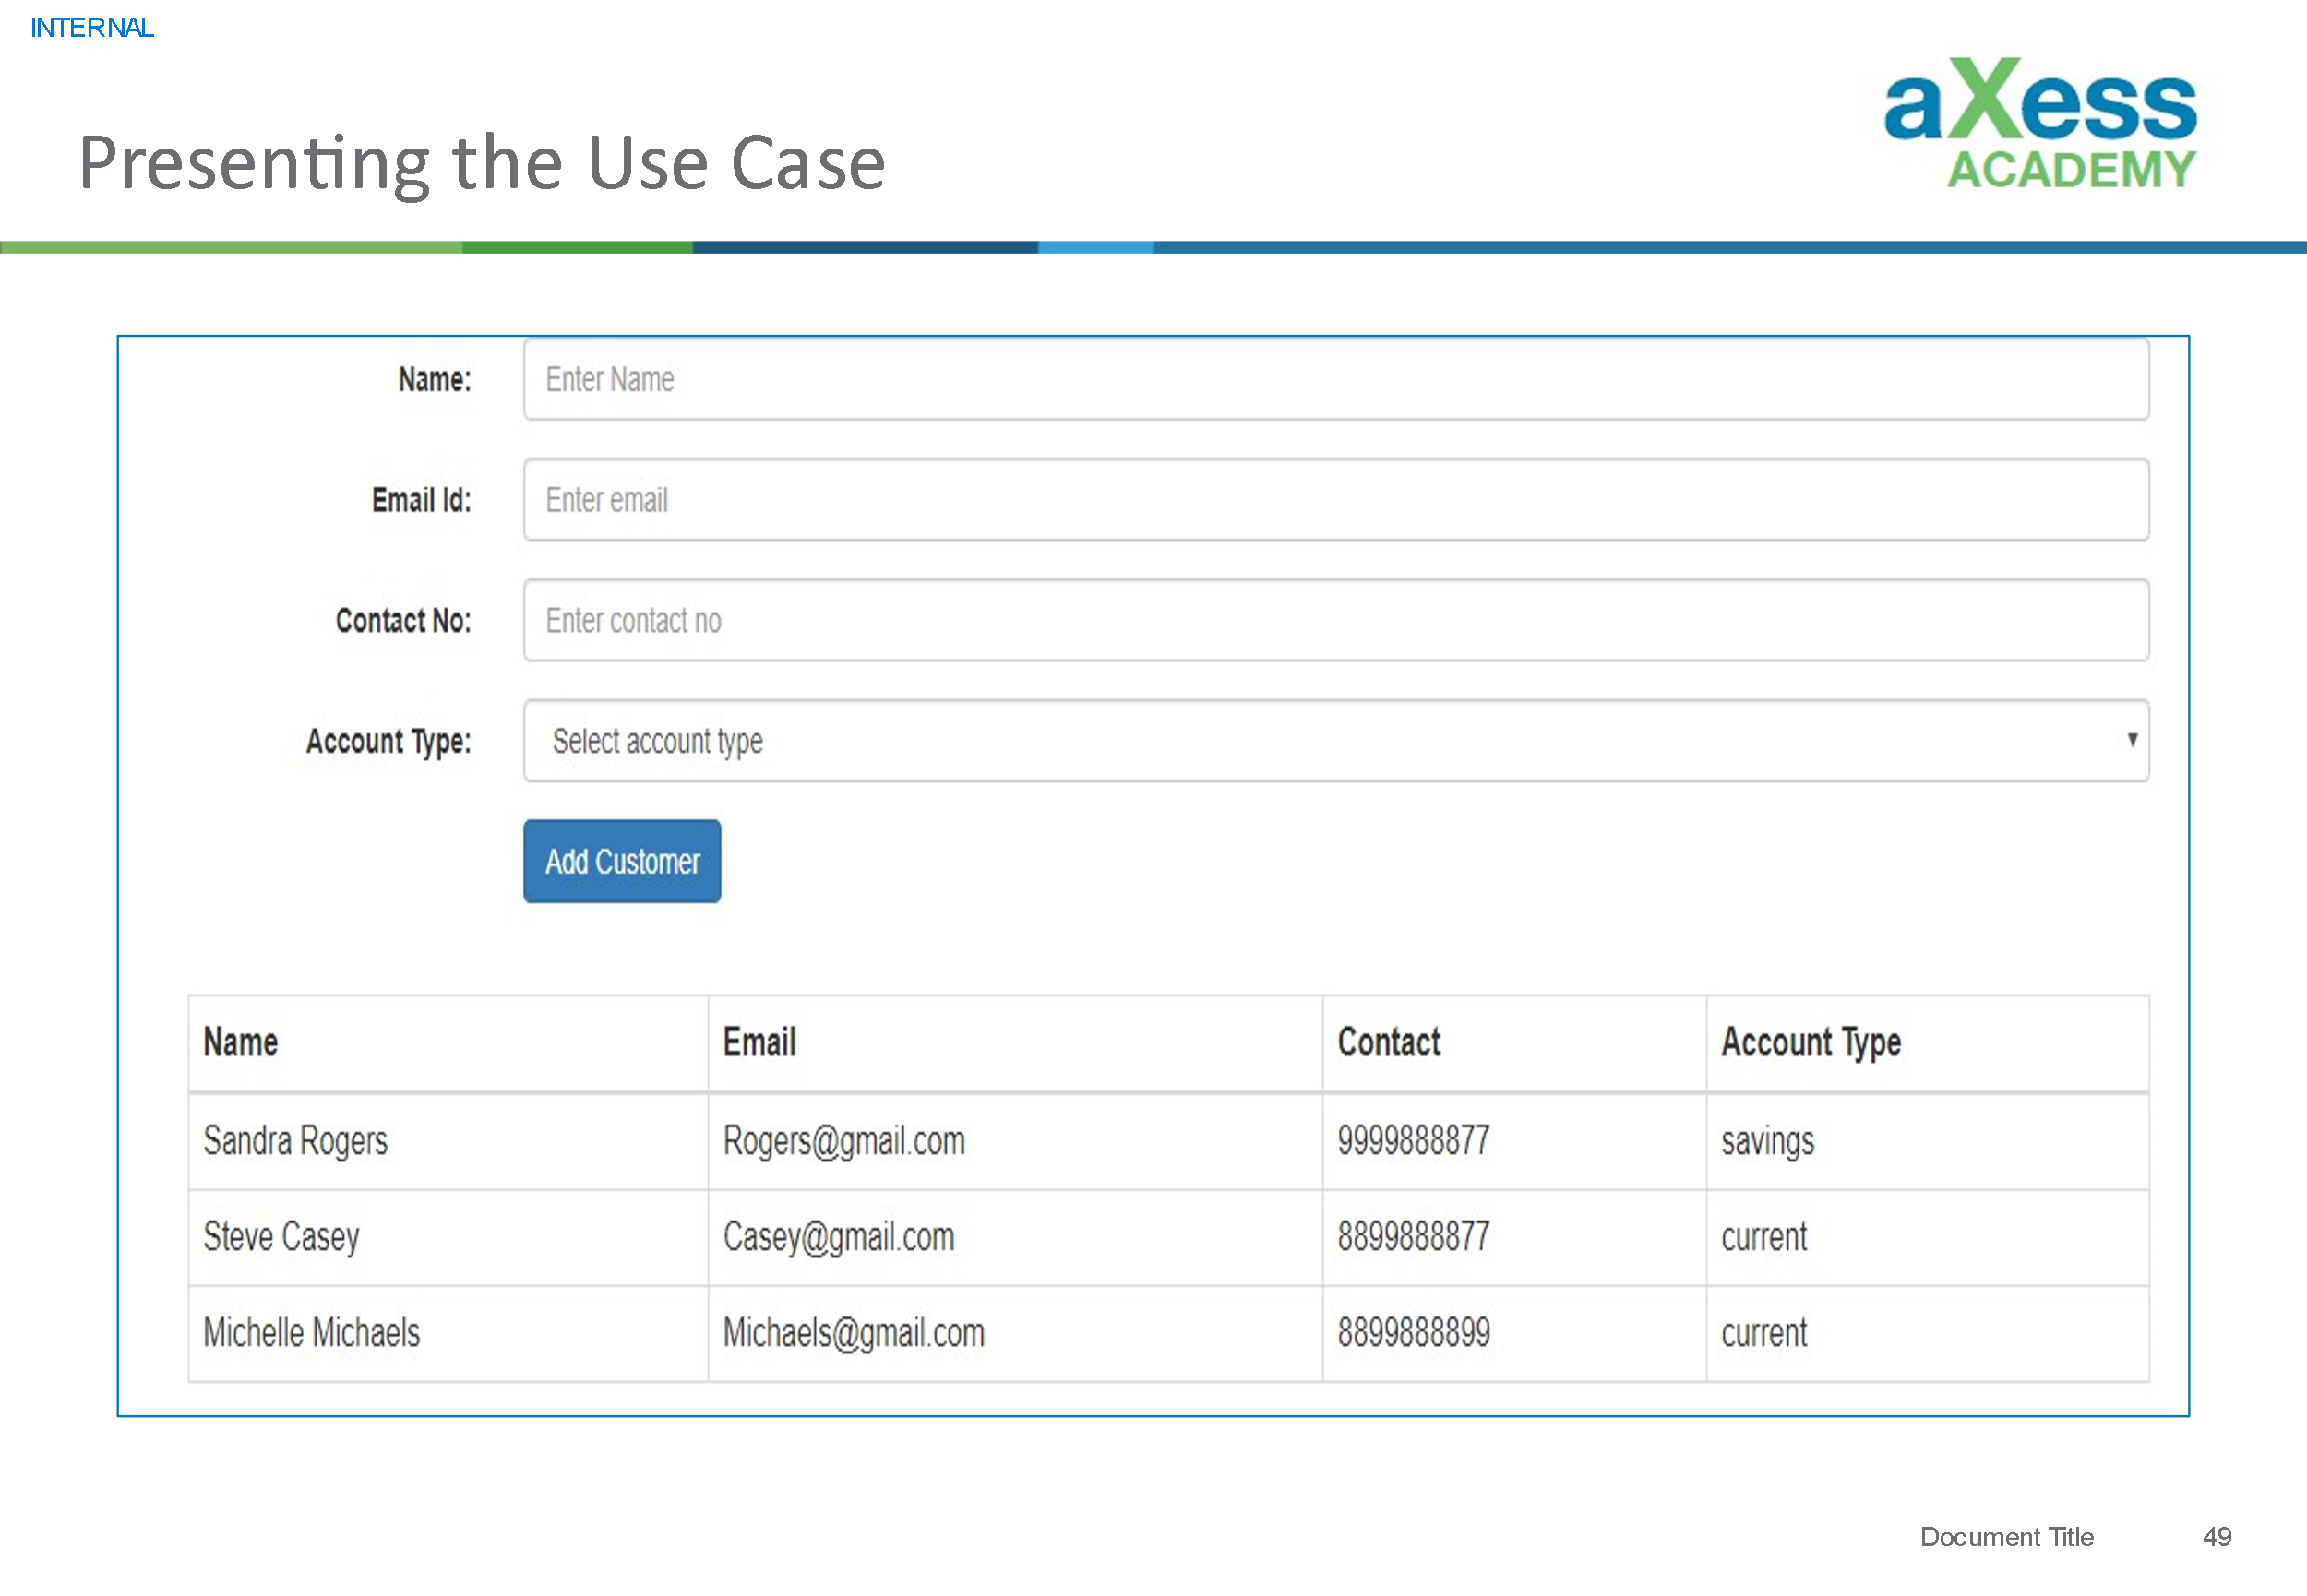 INTERNAL
aXess
ACADEMY
Presenting the Use Case
Name: Enter Name
Email Id: Enter email
Contact No: Enter contact no
Account Type: Select account type
Add Customer
Name Email Contact Account Type
Sandra Rogers Rogers@gmail.com 9999888877 savings
Steve Casey Casey@gmail.com 8899888877 current
Michelle Michaels Michaels@gmail.com 8899888899 current
Document Title 49